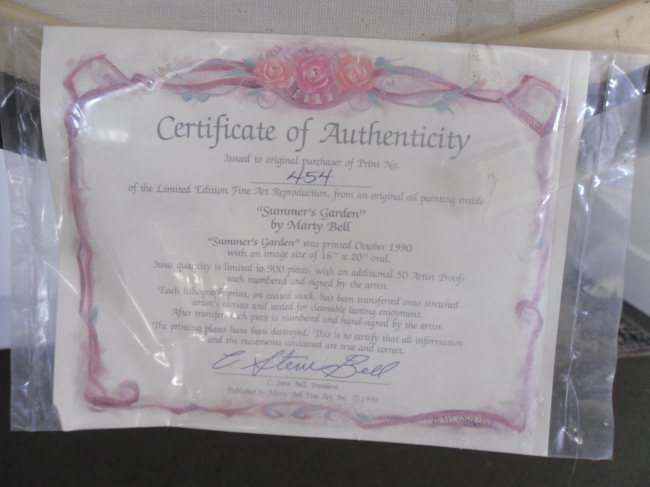 Certificate of Authenticity
Issued to original purchaser of Print No.
454
of the Limited Edition Fine Art Reproduction, from an original oil painting entitle
"Summer's Garden"
by Marty Bell
"Summer's Garden" was printed October 1990
with an image size of 16" x 20" oval.
Issue quantity is limited to 900 pieces, with an additional 50 Artist Proofs
each numbered and signed by the artist.
Each lithograph print, on coated stock, has been transferred onto stretched
artist's canvas and sealed for cleanable lasting enjoyment.
After transfer each piece is numbered and hand-signed by the artist.
The printing plates have been destroyed. This is to certify that all information
and the statements contained are true and correct.
C. Steve Bell
C. Steve Bell, President
Published by Marty Bell Fine Art, Inc. © 1990